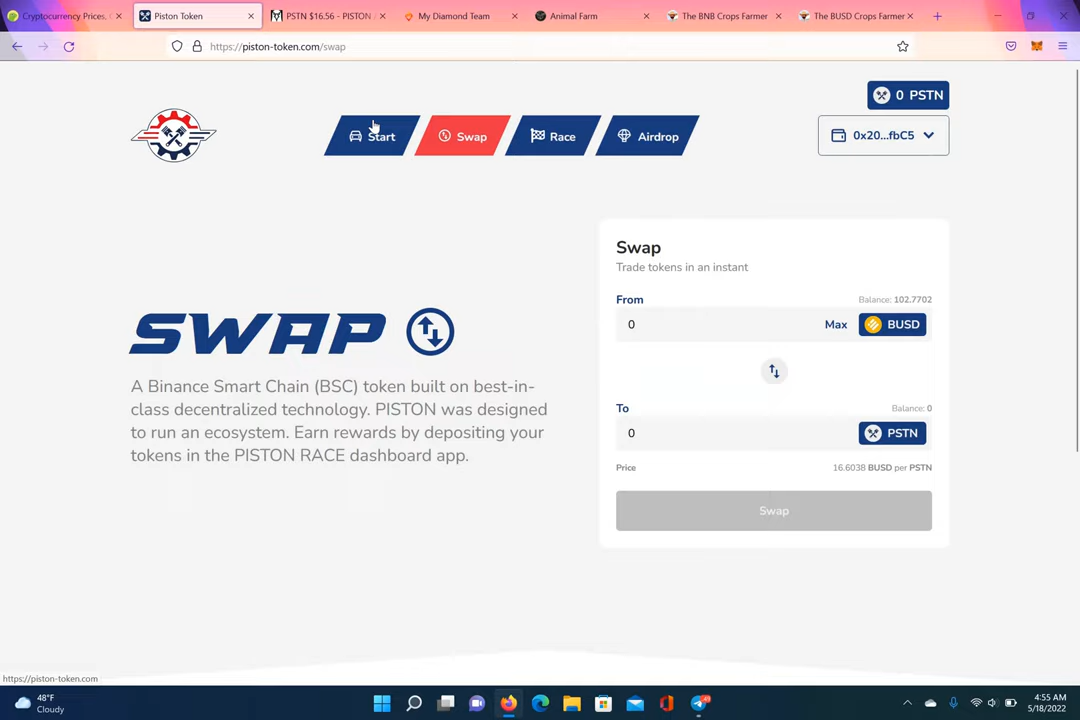 Cryptocurrency Prices, C
Piston Token
PSTN $16.56 - PISTON /
My Diamond Team
Animal Farm
The BNB Crops Farmer
The BUSD Crops Farmer
https://piston-token.com/swap
0 PSTN
Start
Swap
Race
Airdrop
0x20...fbC5
Swap
Trade tokens in an instant
From
Balance: 102.7702
0
Max
BUSD
SWAP
A Binance Smart Chain (BSC) token built on best-in-
class decentralized technology. PISTON was designed
to run an ecosystem. Earn rewards by depositing your
tokens in the PISTON RACE dashboard app.
To
Balance: 0
0
PSTN
Price
16.6038 BUSD per PSTN
Swap
https://piston-token.com
48°F
Cloudy
4:55 AM
5/18/2022